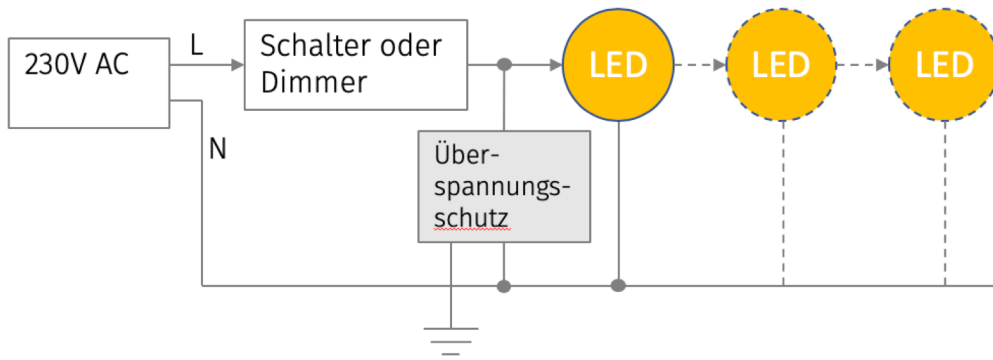 230V AC
L
Schalter oder
Dimmer
LED
LED
LED
N
Über-
spannungs-
schutz